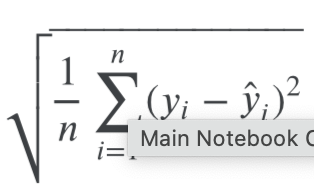 √ 1/n n ∑ i= (yᵢ − ŷᵢ)²
Main Notebook